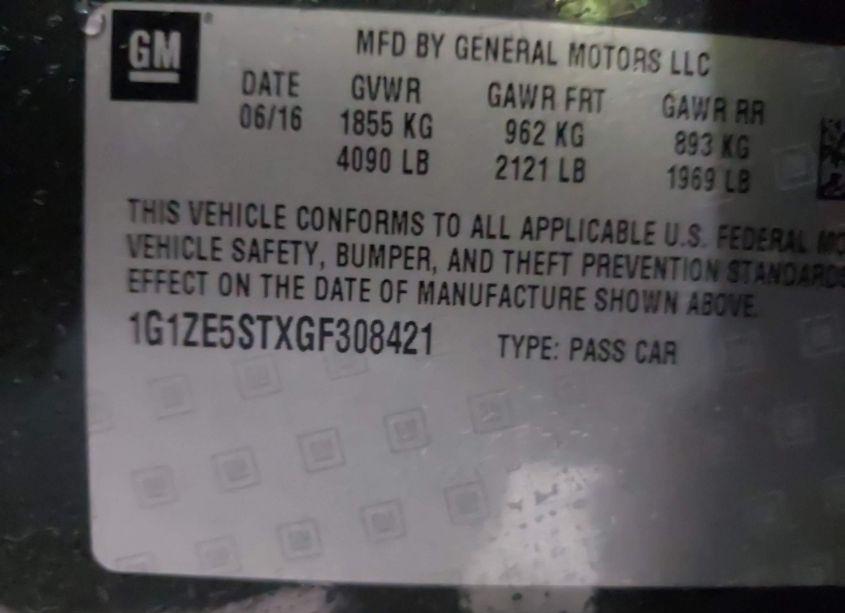 GM ®
MFD BY GENERAL MOTORS LLC
DATE GVWR GAWR FRT GAWR RR
06/16 1855 KG 962 KG 893 KG
4090 LB 2121 LB 1969 LB
THIS VEHICLE CONFORMS TO ALL APPLICABLE U.S. FEDERAL MO
VEHICLE SAFETY, BUMPER, AND THEFT PREVENTION STANDARDS
EFFECT ON THE DATE OF MANUFACTURE SHOWN ABOVE.
1G1ZE5STXGF308421 TYPE: PASS CAR